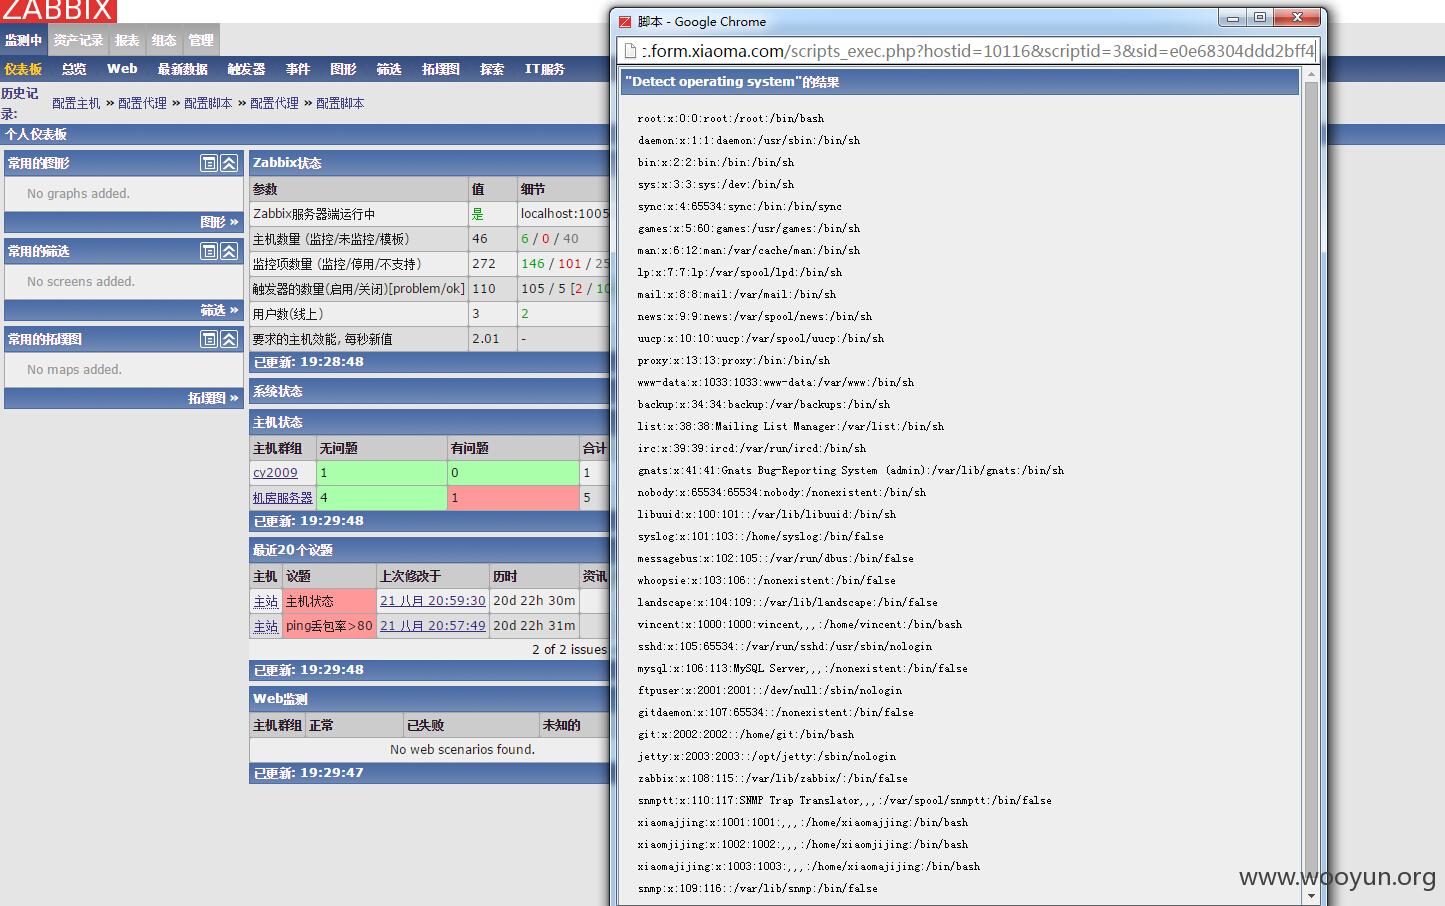 ZABBIX
监测中 资产记录 报表 组态 管理
仪表板 总览 Web 最新数据 触发器 事件 图形 筛选 拓墣图 探索 IT服务
历史记录: 配置主机 » 配置代理 » 配置脚本 » 配置代理 » 配置脚本
个人仪表板
常用的图形
No graphs added.
图形 »
常用的筛选
No screens added.
筛选 »
常用的拓墣图
No maps added.
拓墣图 »
Zabbix状态
参数 值 细节
Zabbix服务器端运行中 是 localhost:1005
主机数量 (监控/未监控/模板) 46 6 / 0 / 40
监控项数量 (监控/停用/不支持) 272 146 / 101 / 25
触发器的数量(启用/关闭)[problem/ok] 110 105 / 5 [2 / 10
用户数(线上) 3 2
要求的主机效能, 每秒新值 2.01 -
已更新: 19:28:48
系统状态
主机状态
主机群组 无问题 有问题 合计
cy2009 1 0 1
机房服务器 4 1 5
已更新: 19:29:48
最近20个议题
主机 议题 上次修改于 历时 资讯
主站 主机状态 21 八月 20:59:30 20d 22h 30m
主站 ping丢包率>80 21 八月 20:57:49 20d 22h 31m
2 of 2 issues
已更新: 19:29:48
Web监测
主机群组 正常 已失败 未知的
No web scenarios found.
已更新: 19:29:47
脚本 - Google Chrome
:.form.xiaoma.com/scripts_exec.php?hostid=10116&scriptid=3&sid=e0e68304ddd2bff4
"Detect operating system"的结果
root:x:0:0:root:/root:/bin/bash
daemon:x:1:1:daemon:/usr/sbin:/bin/sh
bin:x:2:2:bin:/bin:/bin/sh
sys:x:3:3:sys:/dev:/bin/sh
sync:x:4:65534:sync:/bin:/bin/sync
games:x:5:60:games:/usr/games:/bin/sh
man:x:6:12:man:/var/cache/man:/bin/sh
lp:x:7:7:lp:/var/spool/lpd:/bin/sh
mail:x:8:8:mail:/var/mail:/bin/sh
news:x:9:9:news:/var/spool/news:/bin/sh
uucp:x:10:10:uucp:/var/spool/uucp:/bin/sh
proxy:x:13:13:proxy:/bin:/bin/sh
www-data:x:1033:1033:www-data:/var/www:/bin/sh
backup:x:34:34:backup:/var/backups:/bin/sh
list:x:38:38:Mailing List Manager:/var/list:/bin/sh
irc:x:39:39:ircd:/var/run/ircd:/bin/sh
gnats:x:41:41:Gnats Bug-Reporting System (admin):/var/lib/gnats:/bin/sh
nobody:x:65534:65534:nobody:/nonexistent:/bin/sh
libuuid:x:100:101::/var/lib/libuuid:/bin/sh
syslog:x:101:103::/home/syslog:/bin/false
messagebus:x:102:105::/var/run/dbus:/bin/false
whoopsie:x:103:106::/nonexistent:/bin/false
landscape:x:104:109::/var/lib/landscape:/bin/false
vincent:x:1000:1000:vincent,,,:/home/vincent:/bin/bash
sshd:x:105:65534::/var/run/sshd:/usr/sbin/nologin
mysql:x:106:113:MySQL Server,,,:/nonexistent:/bin/false
ftpuser:x:2001:2001::/dev/null:/sbin/nologin
gitdaemon:x:107:65534::/nonexistent:/bin/false
git:x:2002:2002::/home/git:/bin/bash
jetty:x:2003:2003::/opt/jetty:/sbin/nologin
zabbix:x:108:115::/var/lib/zabbix/:/bin/false
snmptt:x:110:117:SNMP Trap Translator,,,:/var/spool/snmptt:/bin/false
xiaomajjing:x:1001:1001:,,,:/home/xiaomajjing:/bin/bash
xiaomjijing:x:1002:1002:,,,:/home/xiaomjijing:/bin/bash
xiaomajijing:x:1003:1003:,,,:/home/xiaomajijing:/bin/bash
snmp:x:109:116::/var/lib/snmp:/bin/false
www.wooyun.org